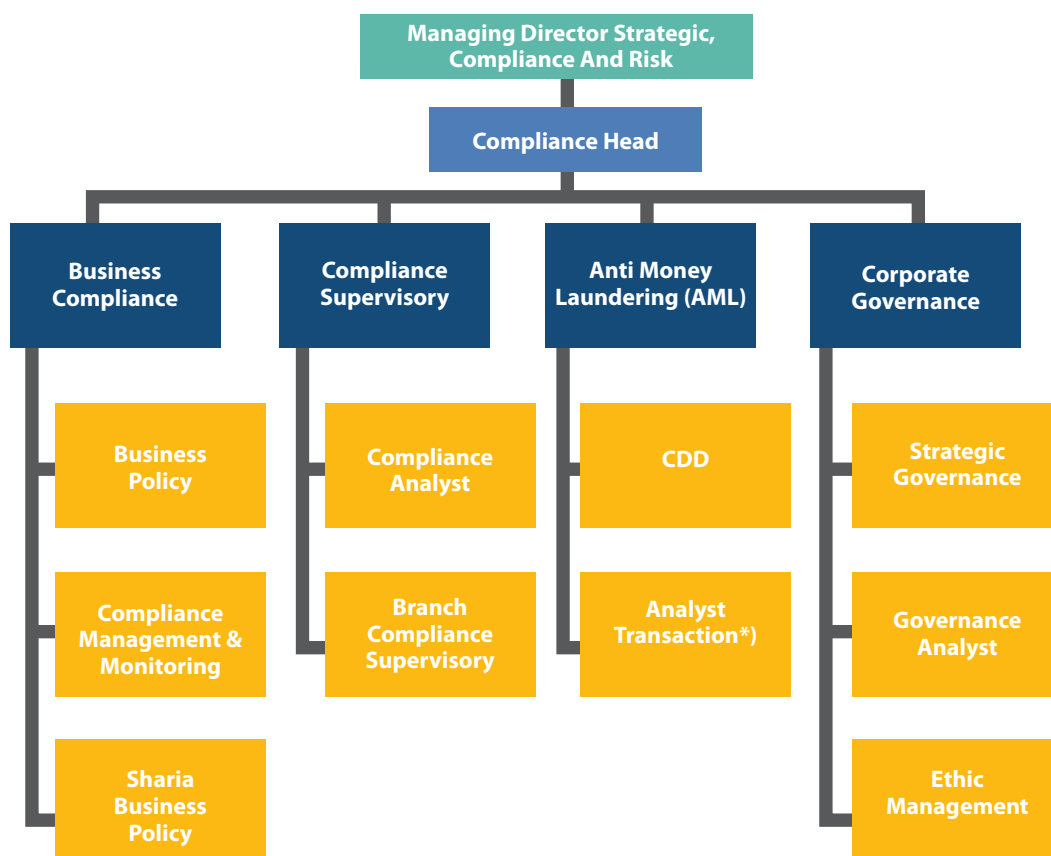 Managing Director Strategic,
Compliance And Risk
Compliance Head
Business
Compliance
Compliance
Supervisory
Anti Money
Laundering (AML)
Corporate
Governance
Business
Policy
Compliance
Analyst
CDD
Strategic
Governance
Compliance
Management &
Monitoring
Branch
Compliance
Supervisory
Analyst
Transaction*)
Governance
Analyst
Sharia
Business
Policy
Ethic
Management